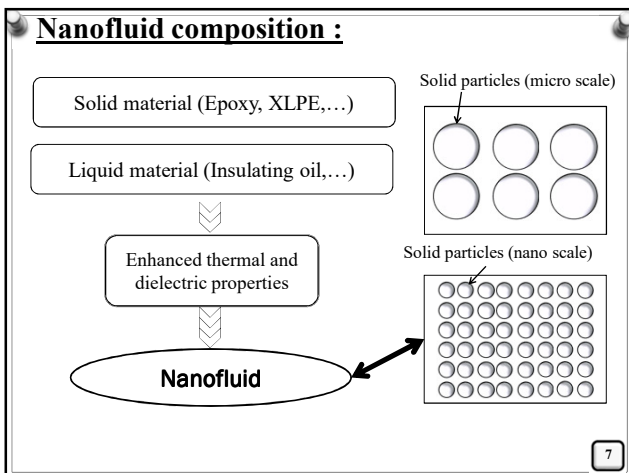 Nanofluid composition :
Solid material (Epoxy, XLPE,…)
Liquid material (Insulating oil,…)
Enhanced thermal and
dielectric properties
Nanofluid
Solid particles (micro scale)
Solid particles (nano scale)
7